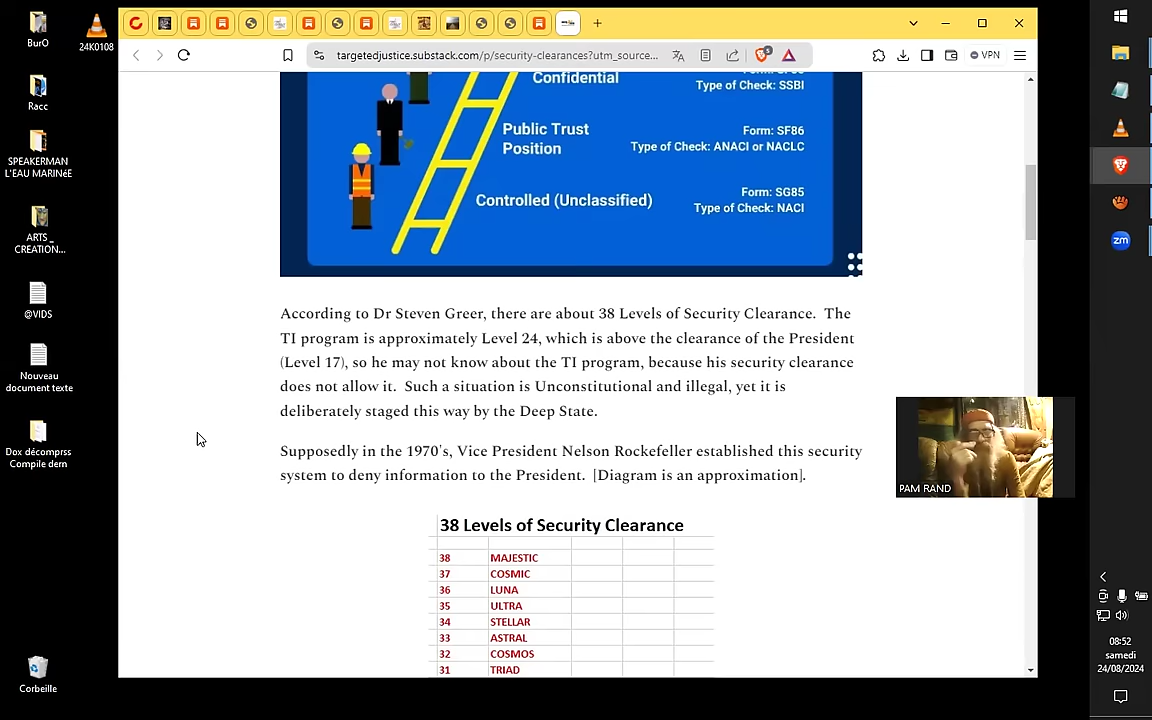 BurO
24K0108
Racc
SPEAKERMAN
L'EAU MARINéE
ARTS _
CREATION...
@VIDS
Nouveau
document texte
Dox décomprss
Compile dern
Corbeille
targetedjustice.substack.com/p/security-clearances?utm_source...
5
VPN
Confidential
Type of Check: SSBI
Public Trust
Position
Form: SF86
Type of Check: ANACI or NACLC
Controlled (Unclassified)
Form: SG85
Type of Check: NACI
According to Dr Steven Greer, there are about 38 Levels of Security Clearance. The
TI program is approximately Level 24, which is above the clearance of the President
(Level 17), so he may not know about the TI program, because his security clearance
does not allow it. Such a situation is Unconstitutional and illegal, yet it is
deliberately staged this way by the Deep State.
Supposedly in the 1970's, Vice President Nelson Rockefeller established this security
system to deny information to the President. [Diagram is an approximation].
38 Levels of Security Clearance
38 MAJESTIC
37 COSMIC
36 LUNA
35 ULTRA
34 STELLAR
33 ASTRAL
32 COSMOS
31 TRIAD
PAM RAND
zm
08:52
samedi
24/08/2024